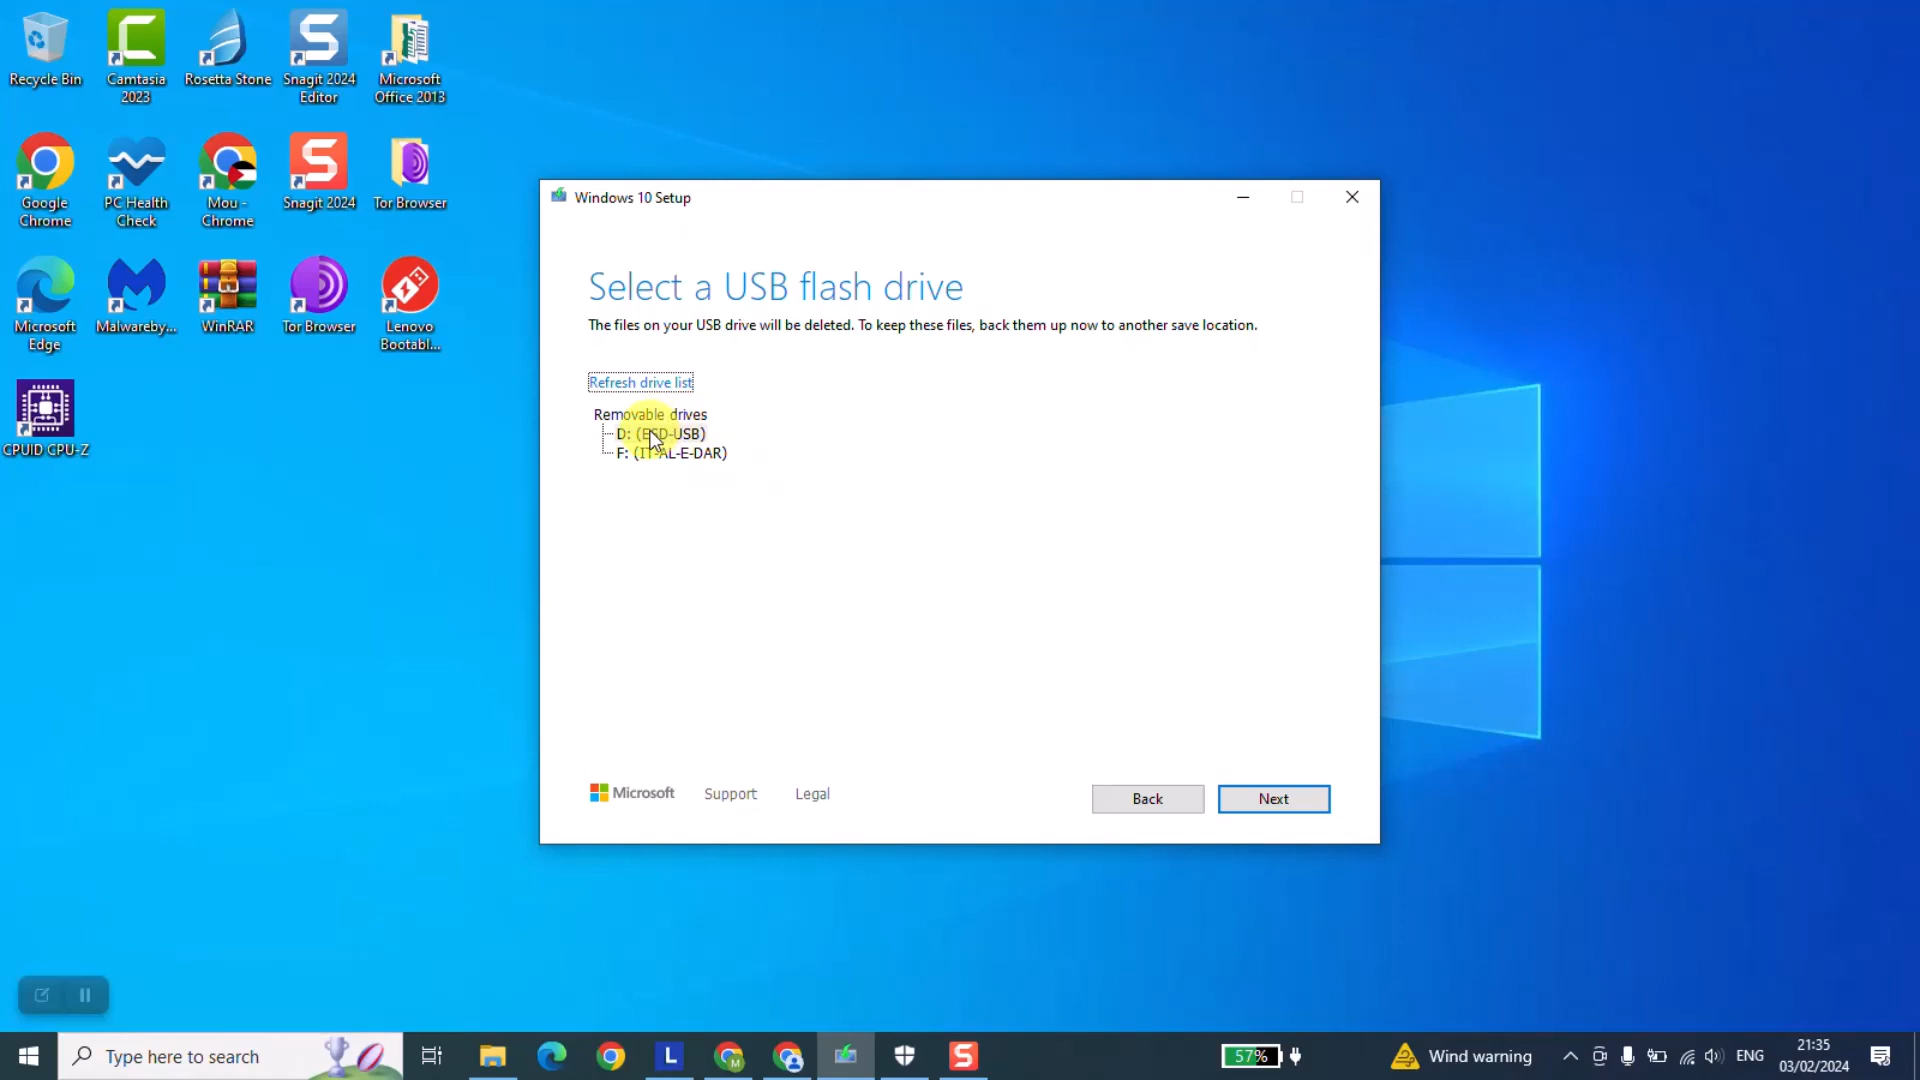 Recycle Bin
Camtasia
2023
Rosetta Stone
Snagit 2024
Editor
Microsoft
Office 2013
Google
Chrome
PC Health
Check
Mou -
Chrome
Snagit 2024
Tor Browser
Microsoft
Edge
Malwareby...
WinRAR
Tor Browser
Lenovo
Bootabl...
CPUID CPU-Z
Windows 10 Setup
Select a USB flash drive
The files on your USB drive will be deleted. To keep these files, back them up now to another save location.
Refresh drive list
Removable drives
D: (ESD-USB)
F: (IT-AL-E-DAR)
Microsoft
Support
Legal
Back
Next
Type here to search
57%
Wind warning
ENG
21:35
03/02/2024